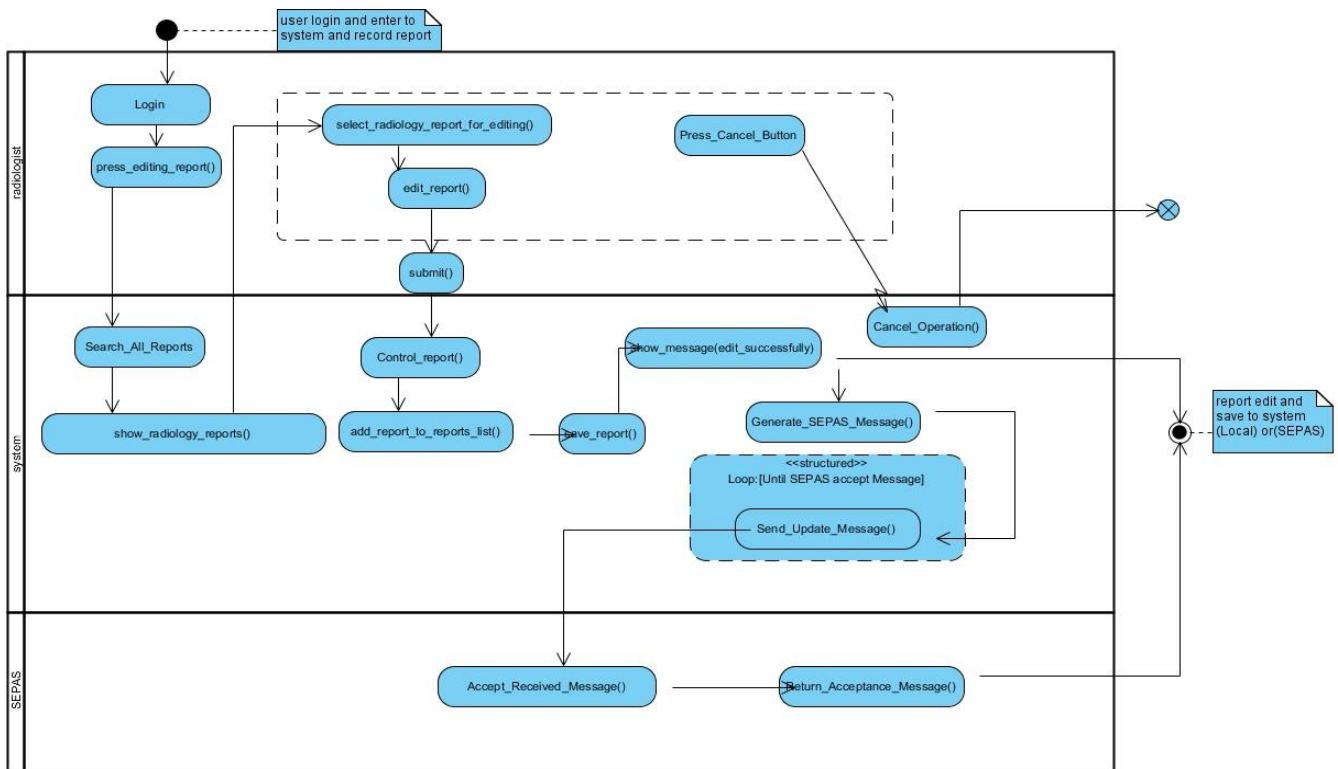 user login and enter to
system and record report
radiologist
Login
press_editing_report()
select_radiology_report_for_editing()
edit_report()
submit()
Press_Cancel_Button
system
Search_All_Reports
show_radiology_reports()
Control_report()
add_report_to_reports_list()
save_report()
show_message(edit_successfully)
Cancel_Operation()
Generate_SEPAS_Message()
<<structured>>
Loop:[Until SEPAS accept Message]
Send_Update_Message()
report edit and
save to system
(Local) or(SEPAS)
SEPAS
Accept_Received_Message()
Return_Acceptance_Message()